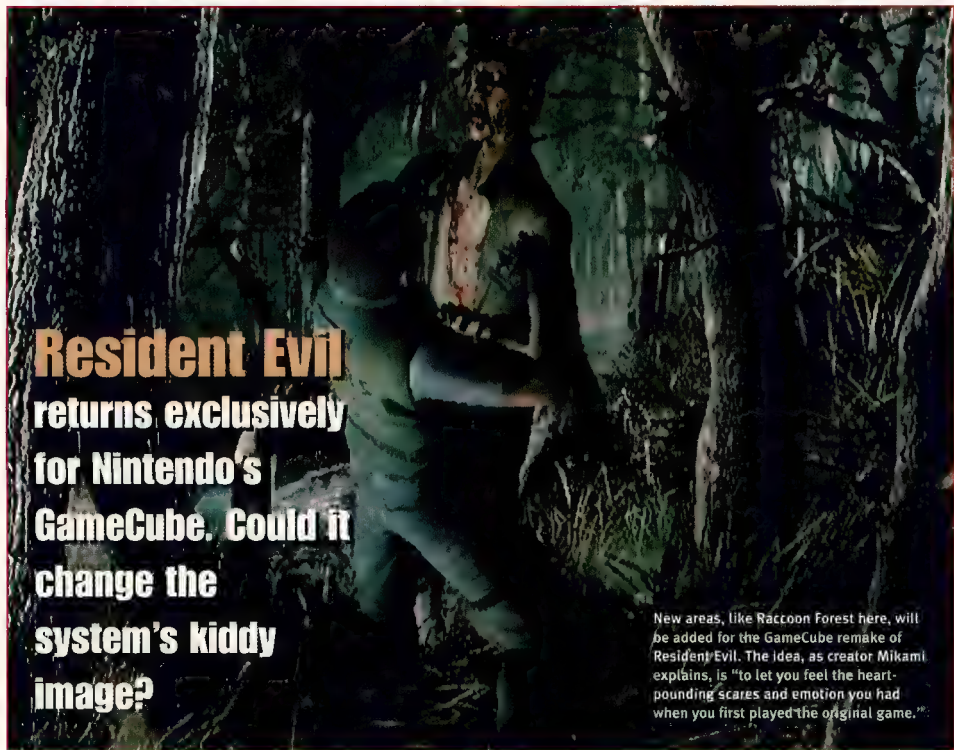 Resident Evil
returns exclusively
for Nintendo's
GameCube. Could it
change the
system's kiddy
image?
New areas, like Raccoon Forest here, will
be added for the GameCube remake of
Resident Evil. The idea, as creator Mikami
explains, is "to let you feel the heart-
pounding scares and emotion you had
when you first played the original game."